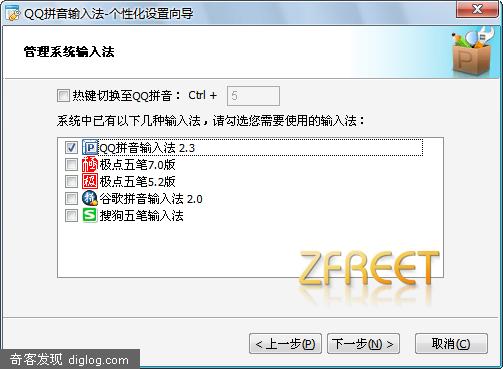 QQ拼音输入法-个性化设置向导
管理系统输入法
热键切换至QQ拼音： Ctrl + 5
系统中已有以下几种输入法，请勾选您需要使用的输入法：
QQ拼音输入法 2.3
极点五笔7.0版
极点五笔5.2版
谷歌拼音输入法 2.0
搜狗五笔输入法
ZFREET
< 上一步(P) 下一步(N) > 取消(C)
奇客发现 diglog.com